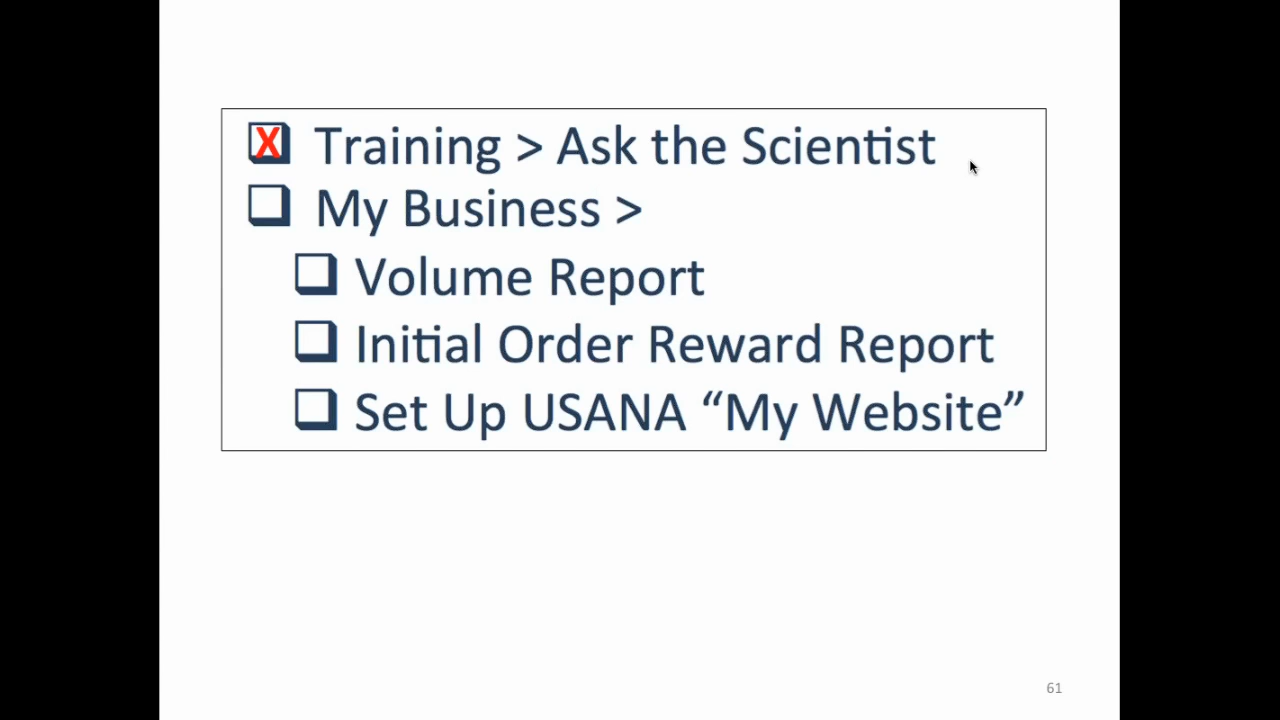 X Training > Ask the Scientist
My Business >
Volume Report
Initial Order Reward Report
Set Up USANA “My Website”
61